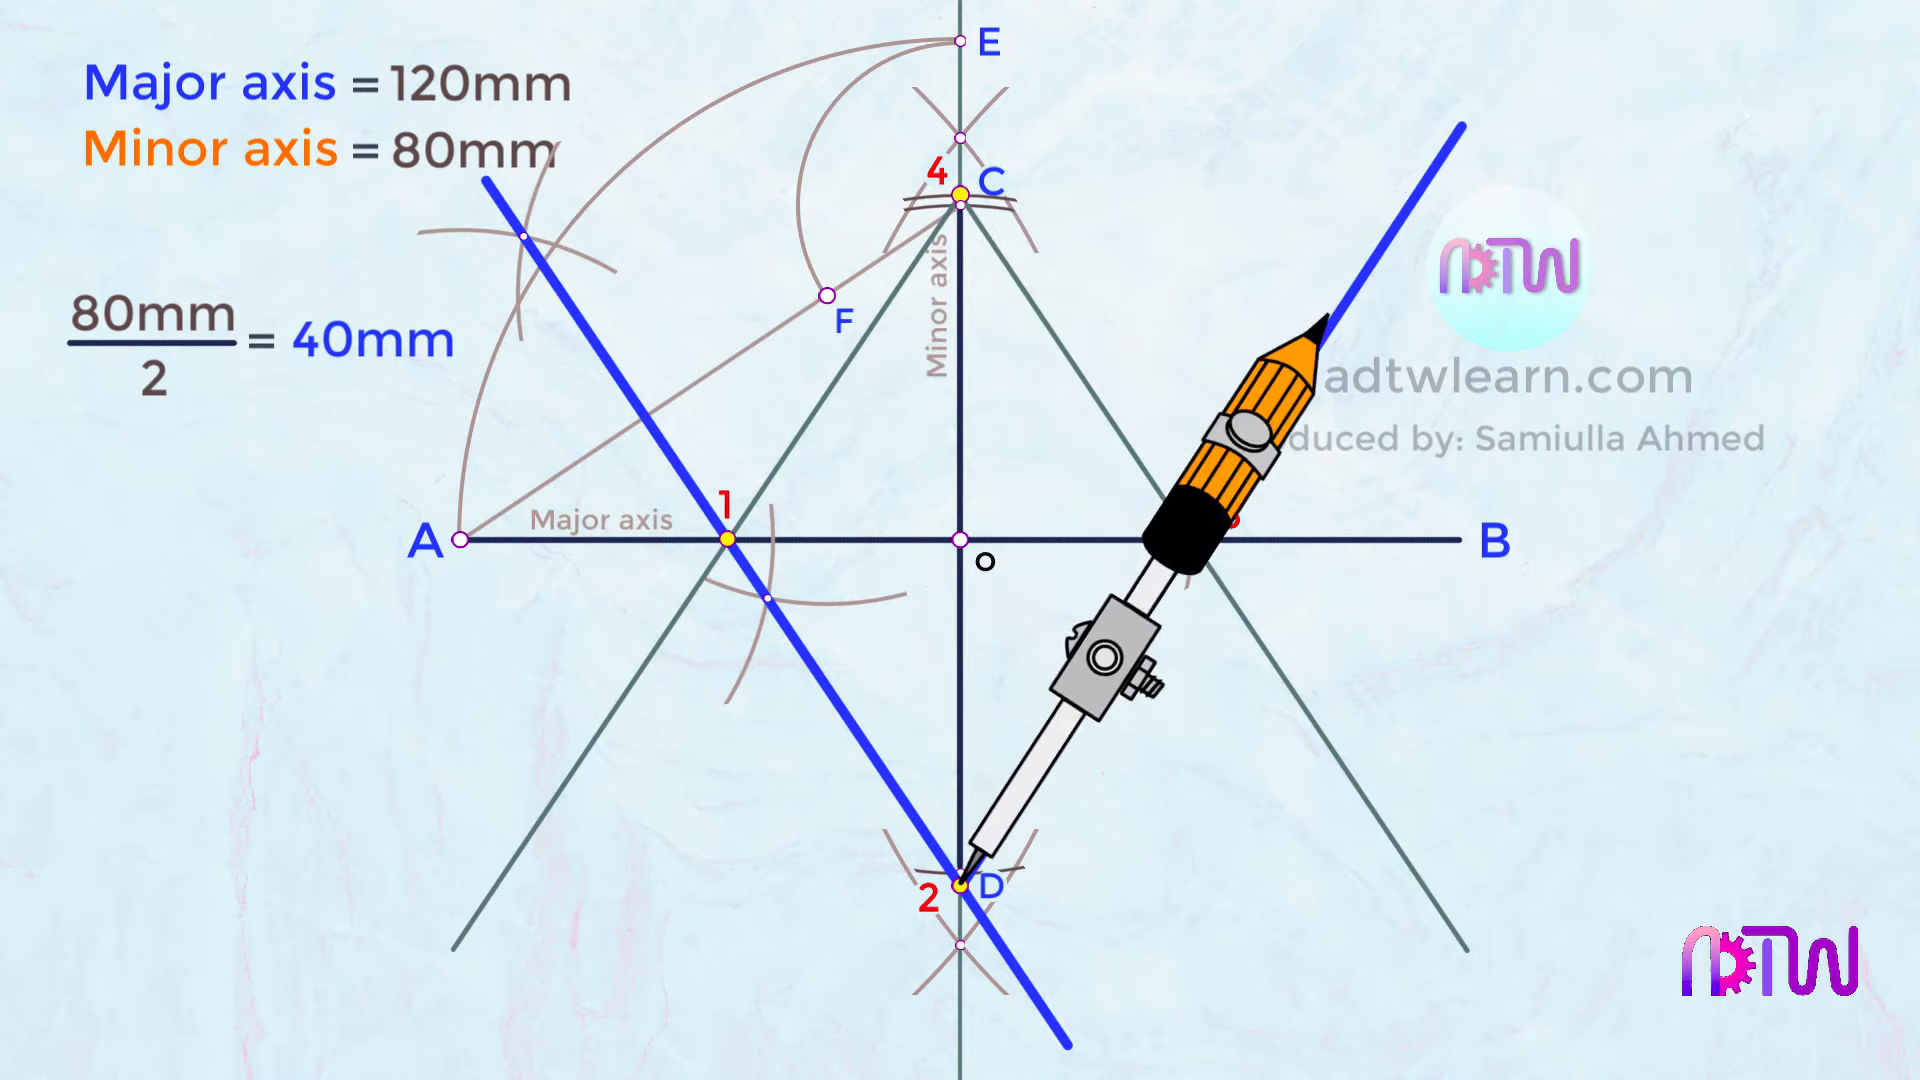 Major axis = 120mm
Minor axis = 80mm
80mm
2
= 40mm
E
4
C
F
Minor axis
adtwlearn.com
duced by: Samiulla Ahmed
1
Major axis
A
B
O
2
D